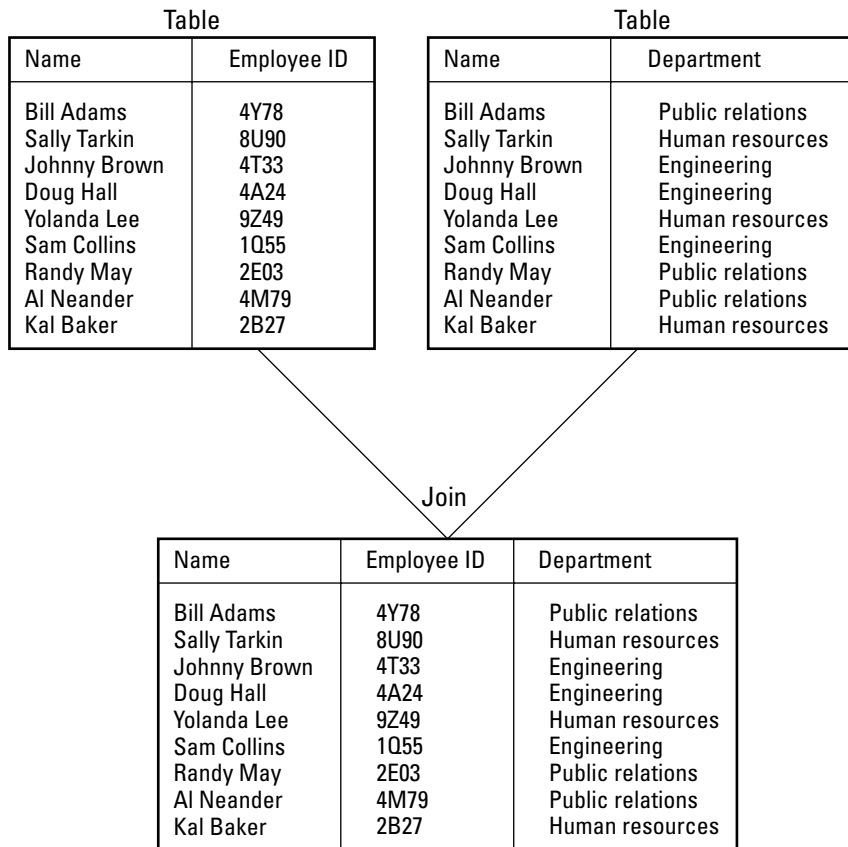 Table
Name Employee ID
Bill Adams 4Y78
Sally Tarkin 8U90
Johnny Brown 4T33
Doug Hall 4A24
Yolanda Lee 9Z49
Sam Collins 1Q55
Randy May 2E03
Al Neander 4M79
Kal Baker 2B27
Table
Name Department
Bill Adams Public relations
Sally Tarkin Human resources
Johnny Brown Engineering
Doug Hall Engineering
Yolanda Lee Human resources
Sam Collins Engineering
Randy May Public relations
Al Neander Public relations
Kal Baker Human resources
Join
Name Employee ID Department
Bill Adams 4Y78 Public relations
Sally Tarkin 8U90 Human resources
Johnny Brown 4T33 Engineering
Doug Hall 4A24 Engineering
Yolanda Lee 9Z49 Human resources
Sam Collins 1Q55 Engineering
Randy May 2E03 Public relations
Al Neander 4M79 Public relations
Kal Baker 2B27 Human resources